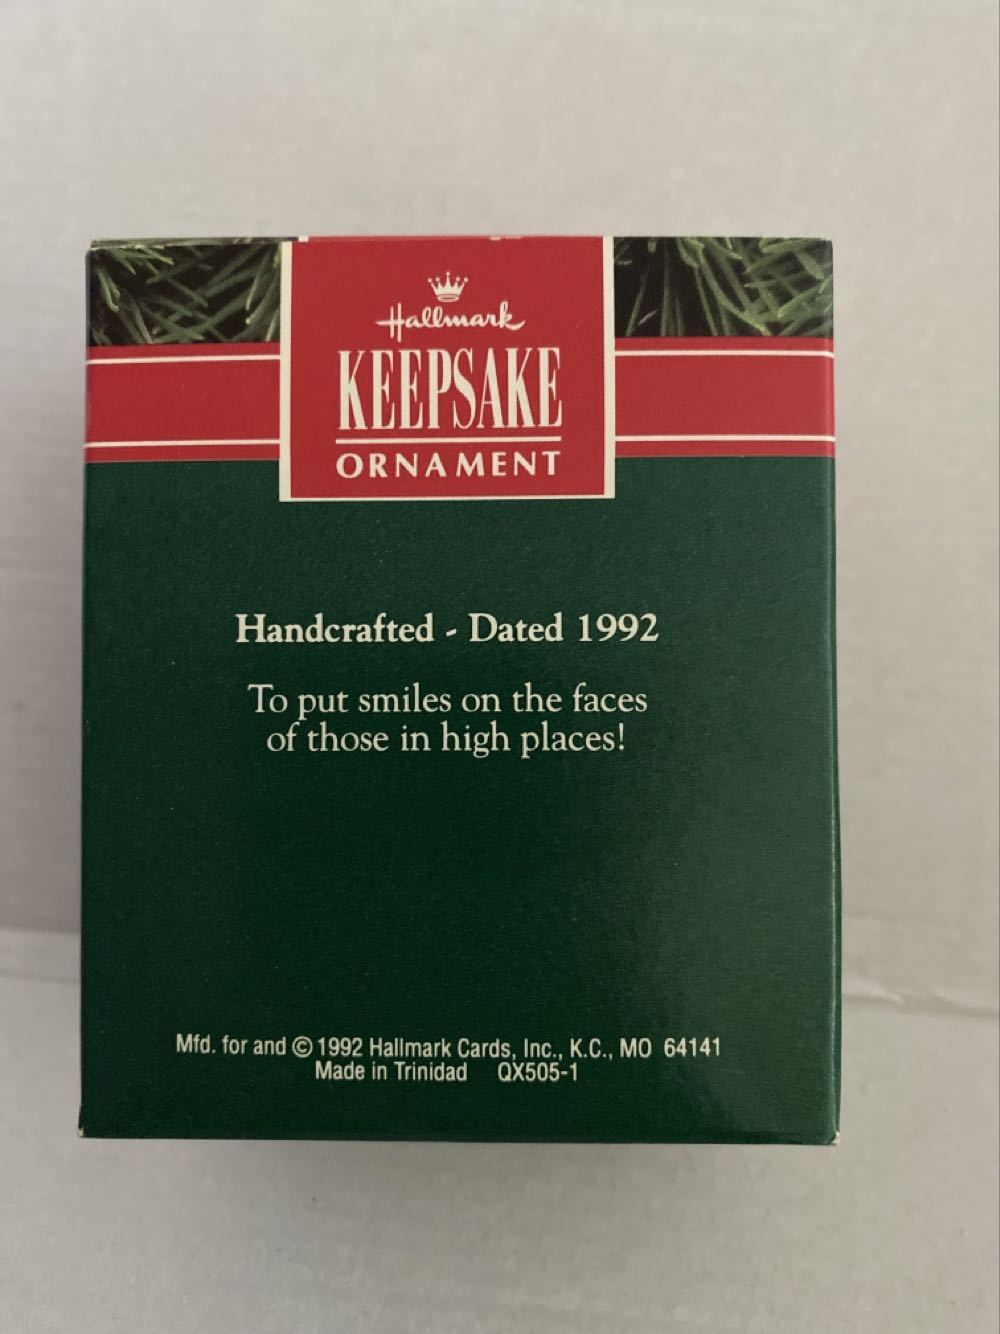 Hallmark
KEEPSAKE
ORNAMENT
Handcrafted - Dated 1992
To put smiles on the faces
of those in high places!
Mfd. for and © 1992 Hallmark Cards, Inc., K.C., MO 64141
Made in Trinidad QX505-1